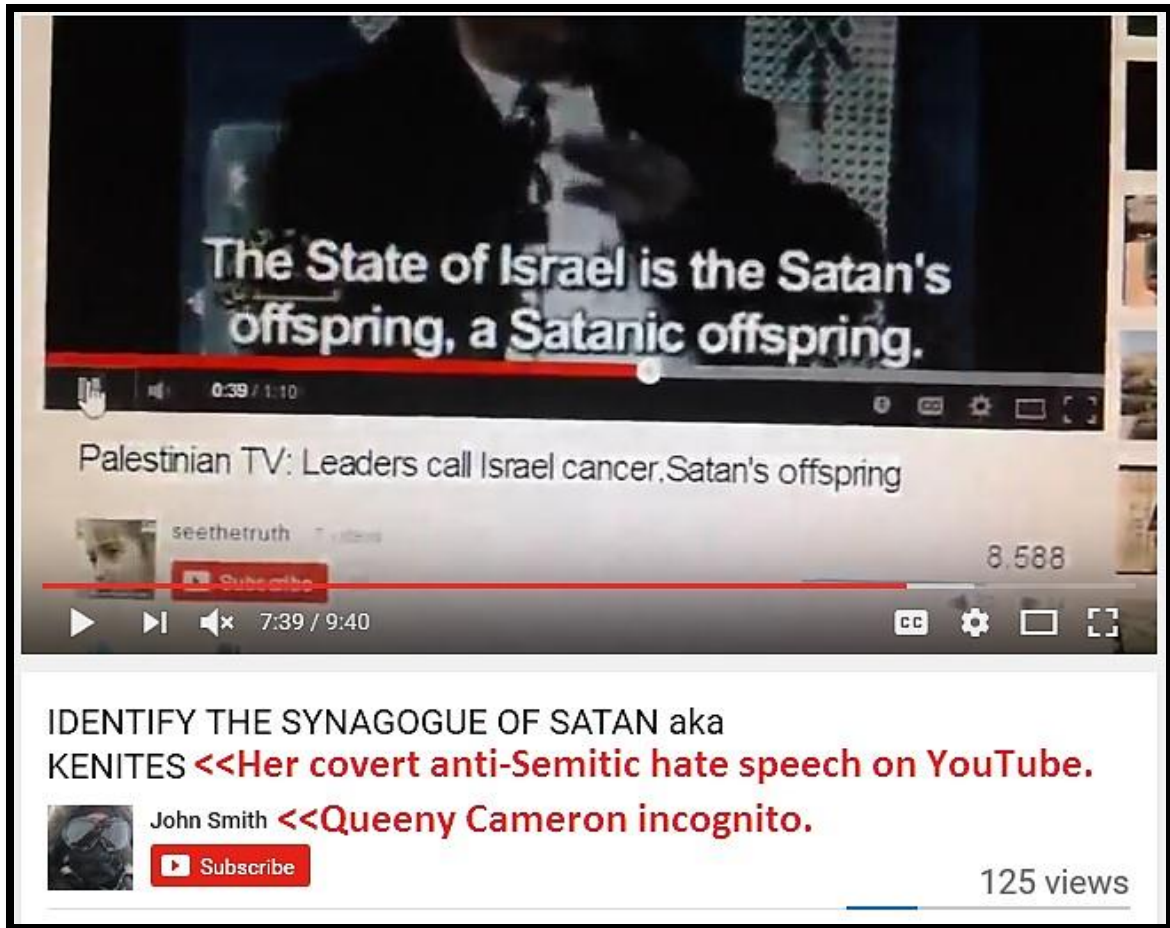 The State of Israel is the Satan's
offspring, a Satanic offspring.
0:39 / 1:10
Palestinian TV: Leaders call Israel cancer,Satan's offspring
seethetruth
Subscribe
8.588
7:39 / 9:40
CC
IDENTIFY THE SYNAGOGUE OF SATAN aka
KENITES <<Her covert anti-Semitic hate speech on YouTube.
John Smith <<Queeny Cameron incognito.
Subscribe
125 views